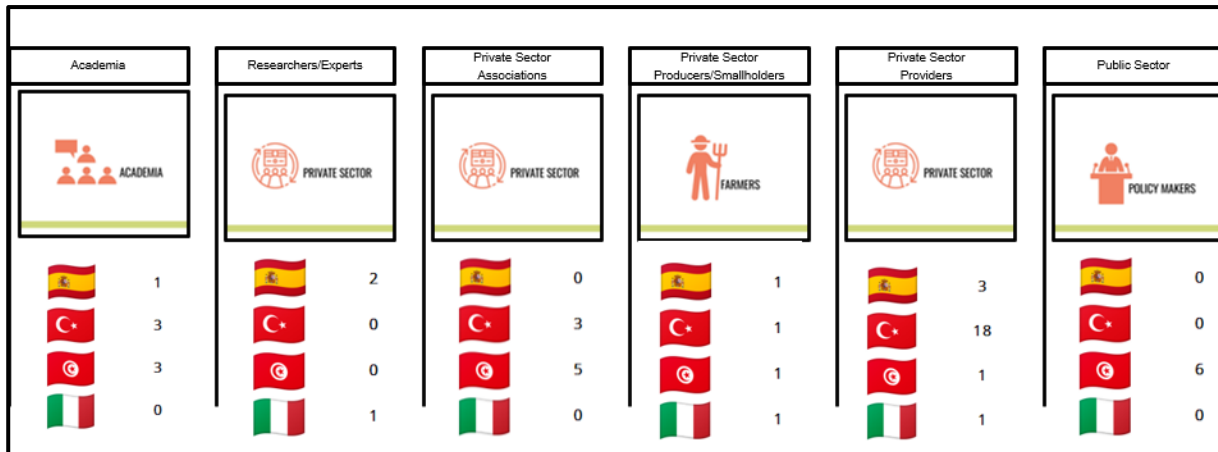 Academia
Researchers/Experts
Private Sector
Associations
Private Sector
Producers/Smallholders
Private Sector
Providers
Public Sector
ACADEMIA
PRIVATE SECTOR
PRIVATE SECTOR
FARMERS
PRIVATE SECTOR
POLICY MAKERS
1 2 0 1 3 0
3 0 3 1 18 0
3 0 5 1 1 6
0 1 0 1 1 0